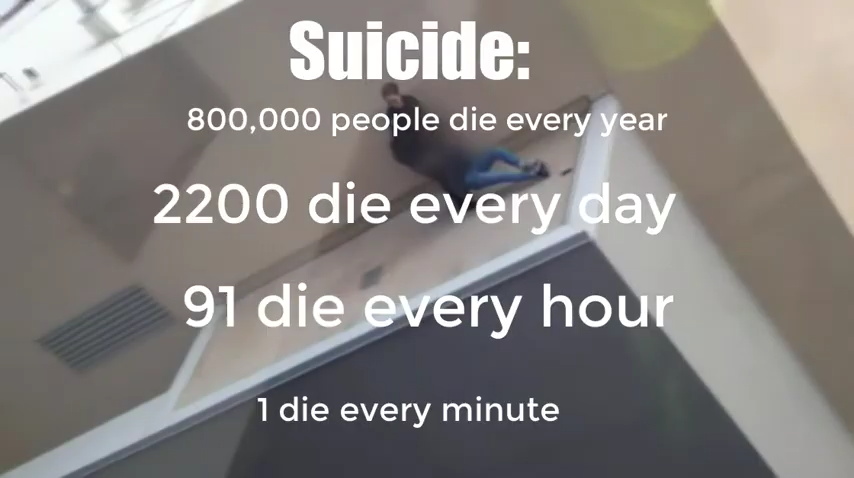 Suicide:
800,000 people die every year
2200 die every day
91 die every hour
1 die every minute